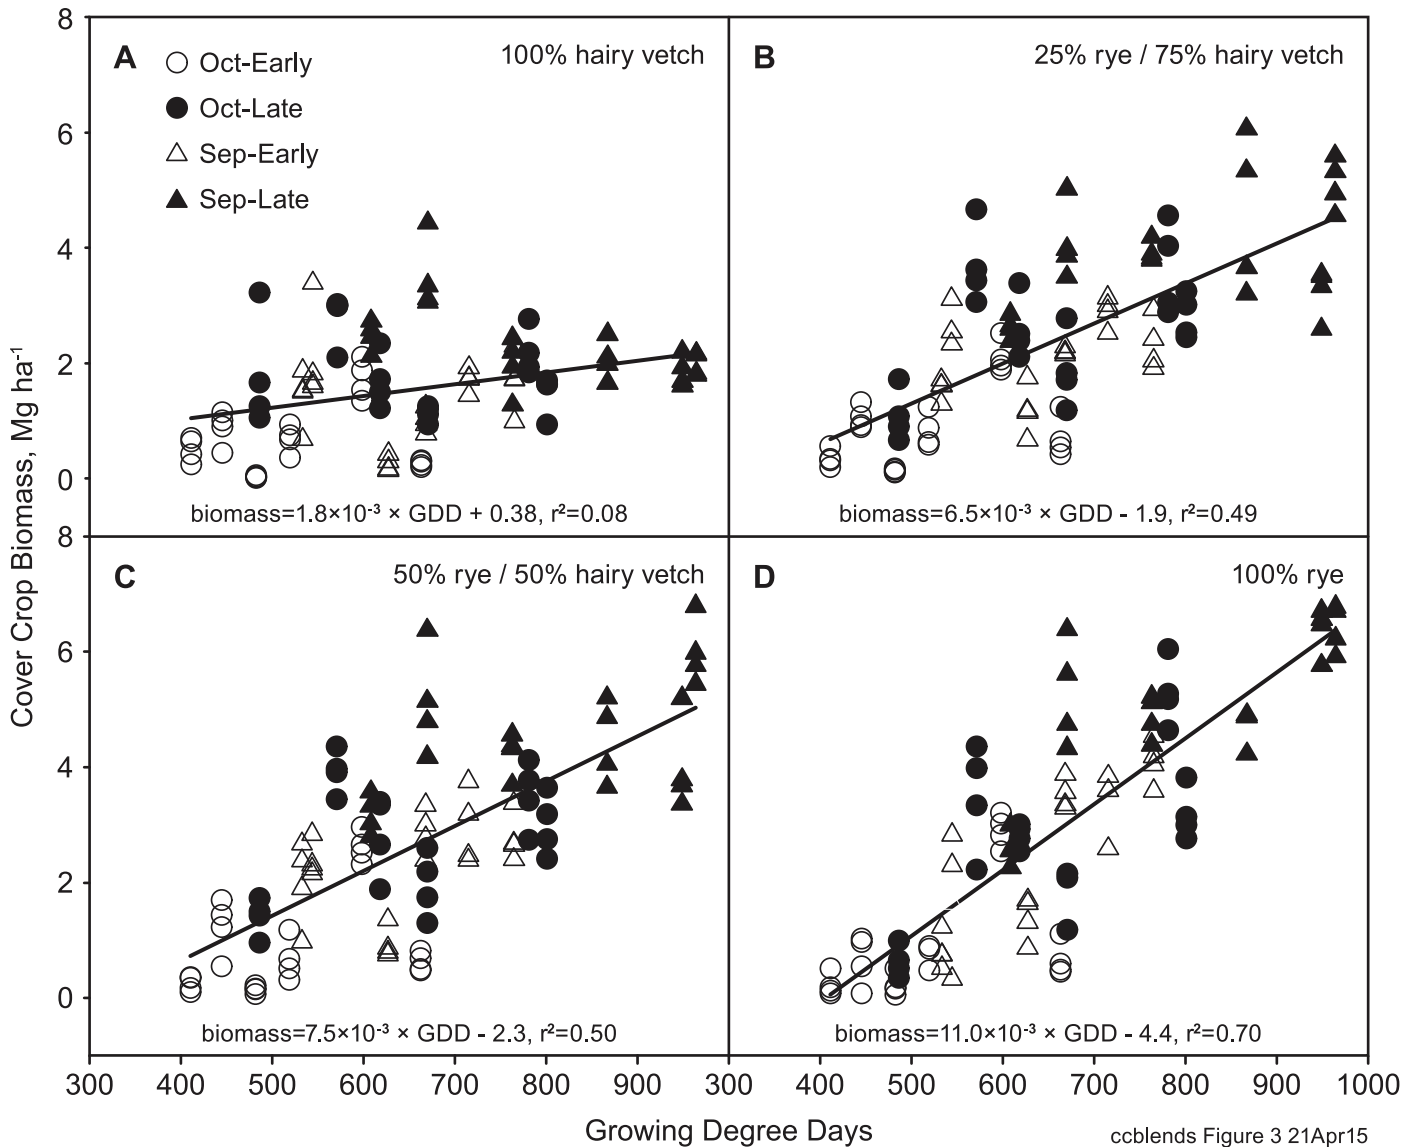 8
6
4
2
0
8
6
4
2
0
Cover Crop Biomass, Mg ha⁻¹
A
100% hairy vetch
Oct-Early
Oct-Late
Sep-Early
Sep-Late
biomass=1.8×10⁻³ × GDD + 0.38, r²=0.08
B
25% rye / 75% hairy vetch
biomass=6.5×10⁻³ × GDD - 1.9, r²=0.49
C
50% rye / 50% hairy vetch
biomass=7.5×10⁻³ × GDD - 2.3, r²=0.50
D
100% rye
biomass=11.0×10⁻³ × GDD - 4.4, r²=0.70
300 400 500 600 700 800 900 300 400 500 600 700 800 900 1000
Growing Degree Days
ccblends Figure 3 21Apr15